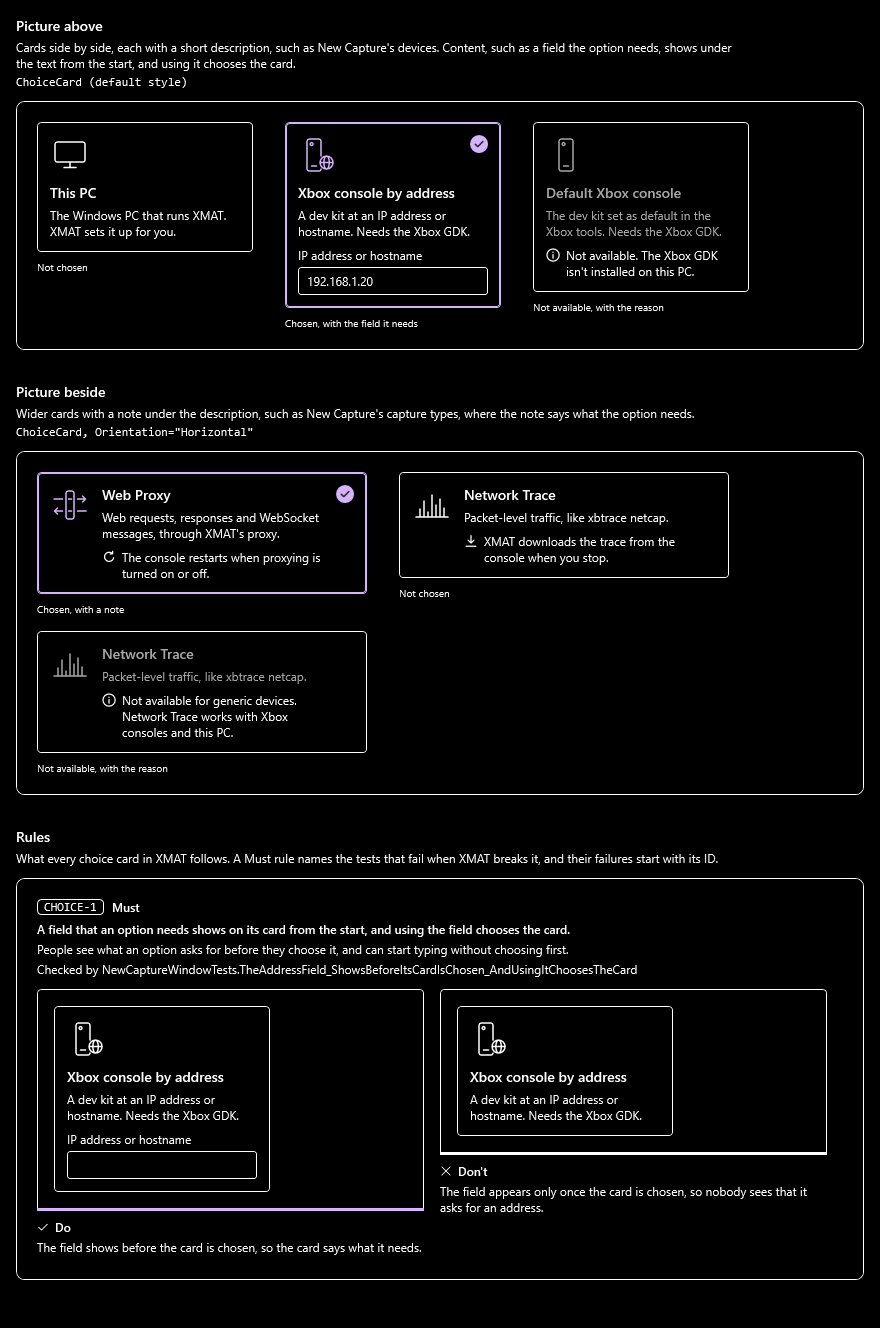 Picture above
Cards side by side, each with a short description, such as New Capture's devices. Content, such as a field the option needs, shows under
the text from the start, and using it chooses the card.
ChoiceCard (default style)
This PC
The Windows PC that runs XMAT.
XMAT sets it up for you.
Not chosen
Xbox console by address
A dev kit at an IP address or
hostname. Needs the Xbox GDK.
IP address or hostname
192.168.1.20
Chosen, with the field it needs
Default Xbox console
The dev kit set as default in the
Xbox tools. Needs the Xbox GDK.
Not available. The Xbox GDK
isn't installed on this PC.
Not available, with the reason
Picture beside
Wider cards with a note under the description, such as New Capture's capture types, where the note says what the option needs.
ChoiceCard, Orientation="Horizontal"
Web Proxy
Web requests, responses and WebSocket
messages, through XMAT's proxy.
The console restarts when proxying is
turned on or off.
Chosen, with a note
Network Trace
Packet-level traffic, like xbtrace netcap.
XMAT downloads the trace from the
console when you stop.
Not chosen
Network Trace
Packet-level traffic, like xbtrace netcap.
Not available for generic devices.
Network Trace works with Xbox
consoles and this PC.
Not available, with the reason
Rules
What every choice card in XMAT follows. A Must rule names the tests that fail when XMAT breaks it, and their failures start with its ID.
CHOICE-1 Must
A field that an option needs shows on its card from the start, and using the field chooses the card.
People see what an option asks for before they choose it, and can start typing without choosing first.
Checked by NewCaptureWindowTests.TheAddressField_ShowsBeforeItsCardIsChosen_AndUsingItChoosesTheCard
Xbox console by address
A dev kit at an IP address or
hostname. Needs the Xbox GDK.
IP address or hostname
Do
The field shows before the card is chosen, so the card says what it needs.
Xbox console by address
A dev kit at an IP address or
hostname. Needs the Xbox GDK.
Don't
The field appears only once the card is chosen, so nobody sees that it
asks for an address.